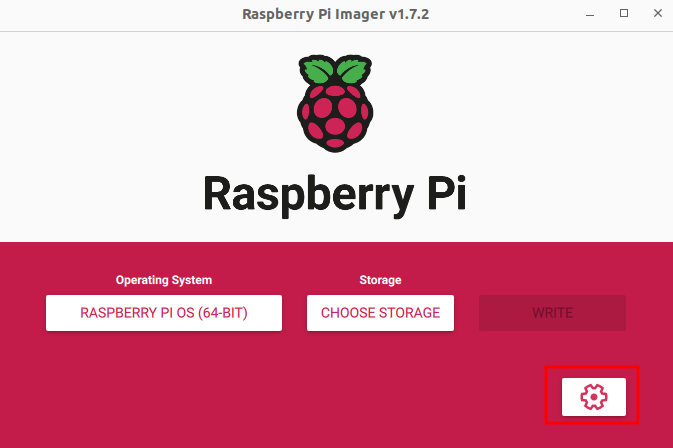 Raspberry Pi Imager v1.7.2
Raspberry Pi
Operating System
Storage
RASPBERRY PI OS (64-BIT)
CHOOSE STORAGE
WRITE